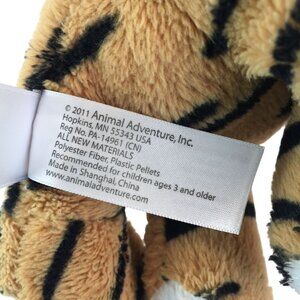 © 2011 Animal Adventure, Inc.
Hopkins, MN 55343 USA
Reg No. PA-14961 (CN)
ALL NEW MATERIALS
Polyester Fiber, Plastic Pellets
Recommended for children ages 3 and older
Made in Shanghai, China
www.animaladventure.com